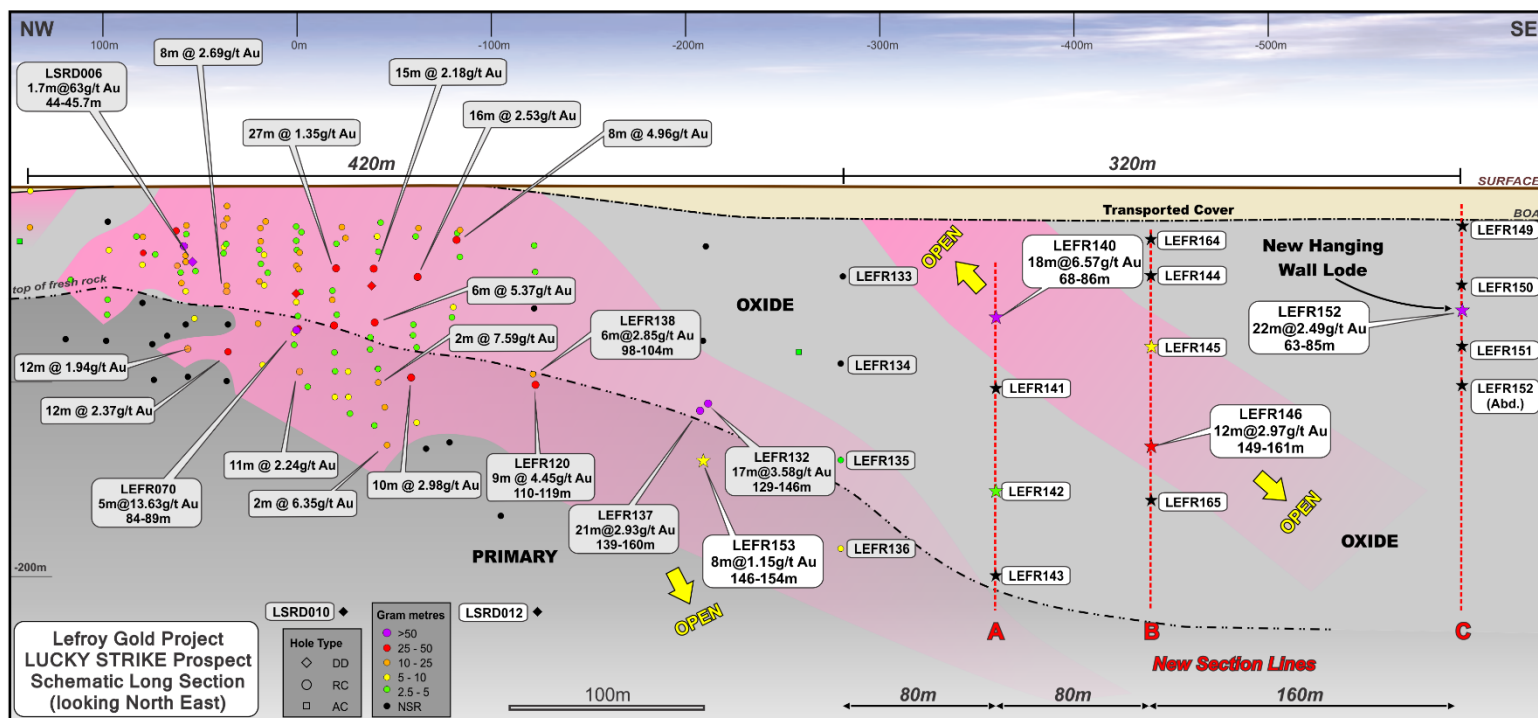 NW
SE
100m
0m
-100m
-200m
-300m
-400m
-500m
8m @ 2.69g/t Au
LSRD006
1.7m@63g/t Au
44-45.7m
27m @ 1.35g/t Au
15m @ 2.18g/t Au
16m @ 2.53g/t Au
8m @ 4.96g/t Au
420m
320m
SURFACE
Transported Cover
BOA
OPEN
LEFR140
18m@6.57g/t Au
68-86m
LEFR164
LEFR149
New Hanging
Wall Lode
LEFR133
LEFR144
LEFR150
top of fresh rock
OXIDE
6m @ 5.37g/t Au
LEFR138
6m@2.85g/t Au
98-104m
2m @ 7.59g/t Au
LEFR152
22m@2.49g/t Au
63-85m
LEFR145
LEFR151
12m @ 1.94g/t Au
LEFR134
LEFR141
LEFR152
(Abd.)
12m @ 2.37g/t Au
LEFR146
12m@2.97g/t Au
149-161m
11m @ 2.24g/t Au
LEFR120
9m @ 4.45g/t Au
110-119m
LEFR132
17m@3.58g/t Au
129-146m
LEFR135
LEFR070
5m@13.63g/t Au
84-89m
2m @ 6.35g/t Au
10m @ 2.98g/t Au
LEFR142
LEFR165
OPEN
LEFR137
21m@2.93g/t Au
139-160m
LEFR153
8m@1.15g/t Au
146-154m
LEFR136
OXIDE
PRIMARY
-200m
LEFR143
OPEN
LSRD010
LSRD012
Lefroy Gold Project
LUCKY STRIKE Prospect
Schematic Long Section
(looking North East)
Hole Type
DD
RC
AC
Gram metres
>50
25 - 50
10 - 25
5 - 10
2.5 - 5
NSR
A
B
C
New Section Lines
100m
80m
80m
160m